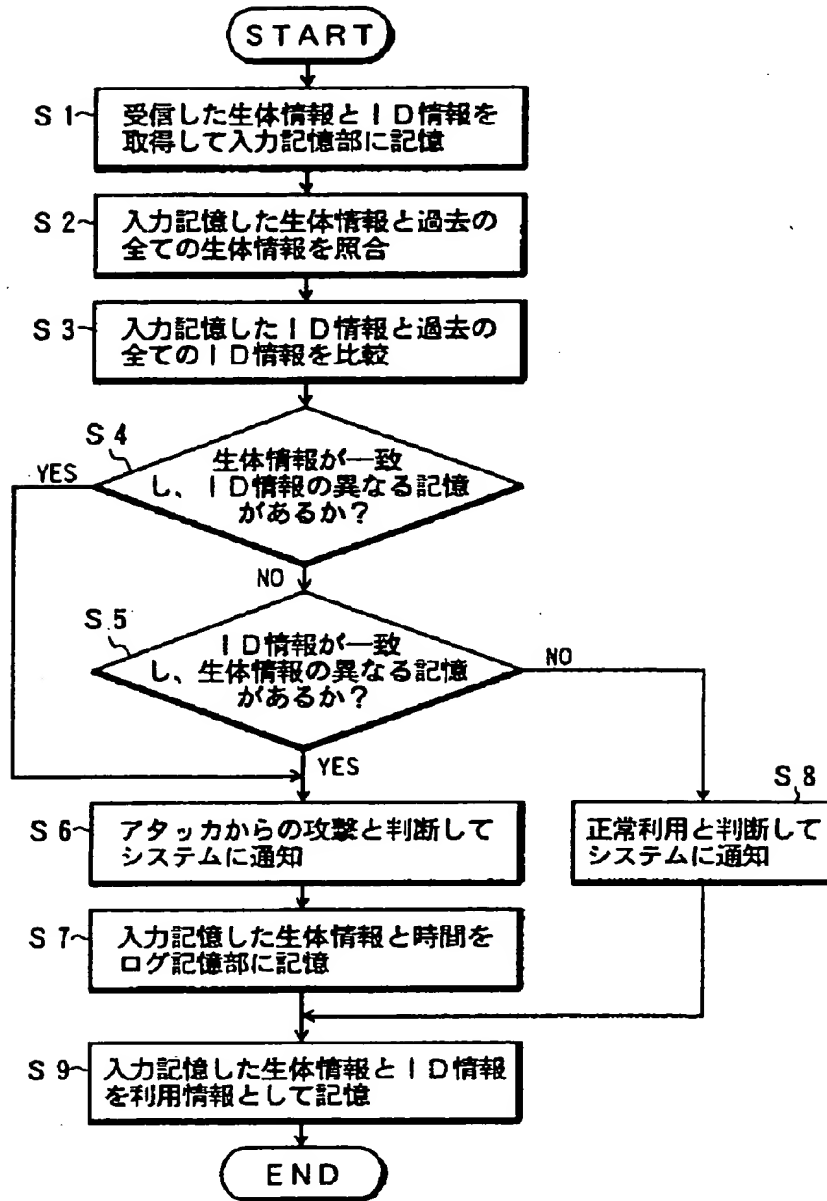 START
S1
受信した生体情報とID情報を
取得して入力記憶部に記憶
S2
入力記憶した生体情報と過去の
全ての生体情報を照合
S3
入力記憶したID情報と過去の
全てのID情報を比較
S4
生体情報が一致
し、ID情報の異なる記憶
があるか?
YES
NO
S5
ID情報が一致
し、生体情報の異なる記憶
があるか?
NO
YES
S6
アタッカからの攻撃と判断して
システムに通知
S8
正常利用と判断して
システムに通知
S7
入力記憶した生体情報と時間を
ログ記憶部に記憶
S9
入力記憶した生体情報とID情報
を利用情報として記憶
END